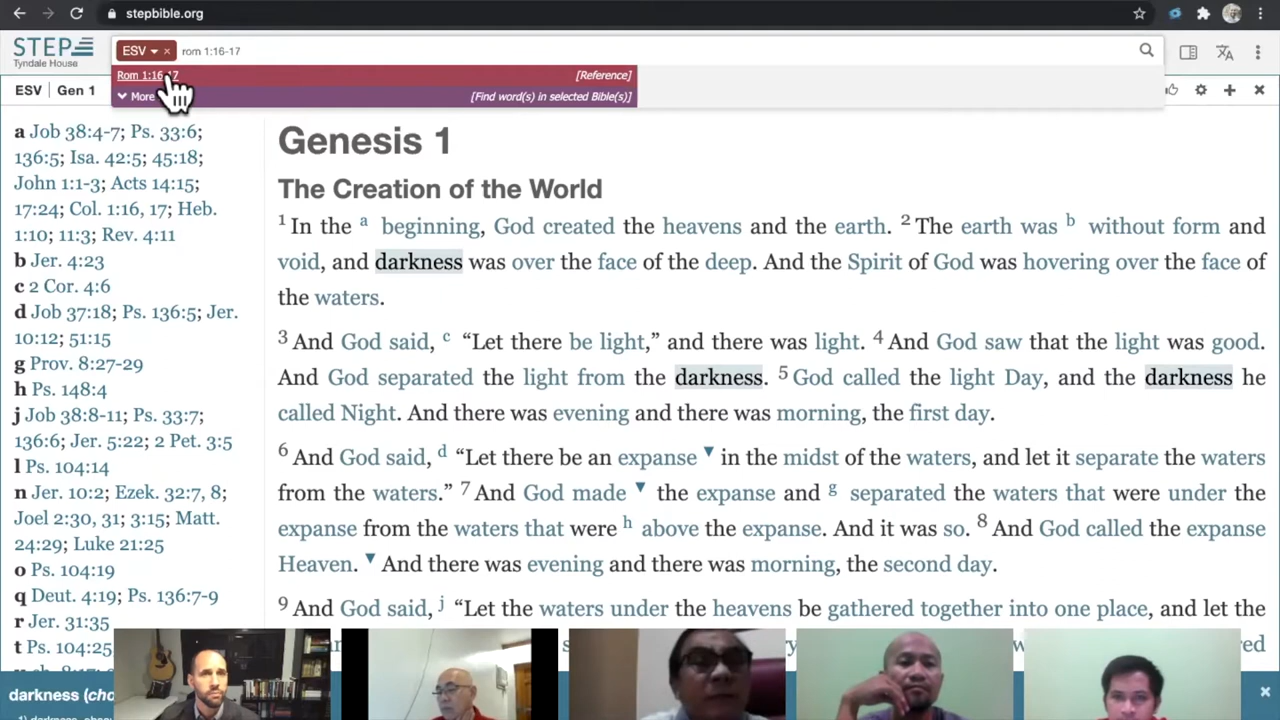 stepbible.org
STEP
Tyndale House
ESV × rom 1:16-17
Rom 1:16-17 [Reference]
More [Find word(s) in selected Bible(s)]
ESV Gen 1
a Job 38:4-7; Ps. 33:6;
136:5; Isa. 42:5; 45:18;
John 1:1-3; Acts 14:15;
17:24; Col. 1:16, 17; Heb.
1:10; 11:3; Rev. 4:11
b Jer. 4:23
c 2 Cor. 4:6
d Job 37:18; Ps. 136:5; Jer.
10:12; 51:15
g Prov. 8:27-29
h Ps. 148:4
j Job 38:8-11; Ps. 33:7;
136:6; Jer. 5:22; 2 Pet. 3:5
l Ps. 104:14
n Jer. 10:2; Ezek. 32:7, 8;
Joel 2:30, 31; 3:15; Matt.
24:29; Luke 21:25
o Ps. 104:19
q Deut. 4:19; Ps. 136:7-9
r Jer. 31:35
t Ps. 104:25
Genesis 1
The Creation of the World
1 In the a beginning, God created the heavens and the earth. 2 The earth was b without form and
void, and darkness was over the face of the deep. And the Spirit of God was hovering over the face of
the waters.
3 And God said, c “Let there be light,” and there was light. 4 And God saw that the light was good.
And God separated the light from the darkness. 5 God called the light Day, and the darkness he
called Night. And there was evening and there was morning, the first day.
6 And God said, d “Let there be an expanse in the midst of the waters, and let it separate the waters
from the waters.” 7 And God made the expanse and g separated the waters that were under the
expanse from the waters that were h above the expanse. And it was so. 8 And God called the expanse
Heaven. And there was evening and there was morning, the second day.
9 And God said, j “Let the waters under the heavens be gathered together into one place, and let the
darkness (cho